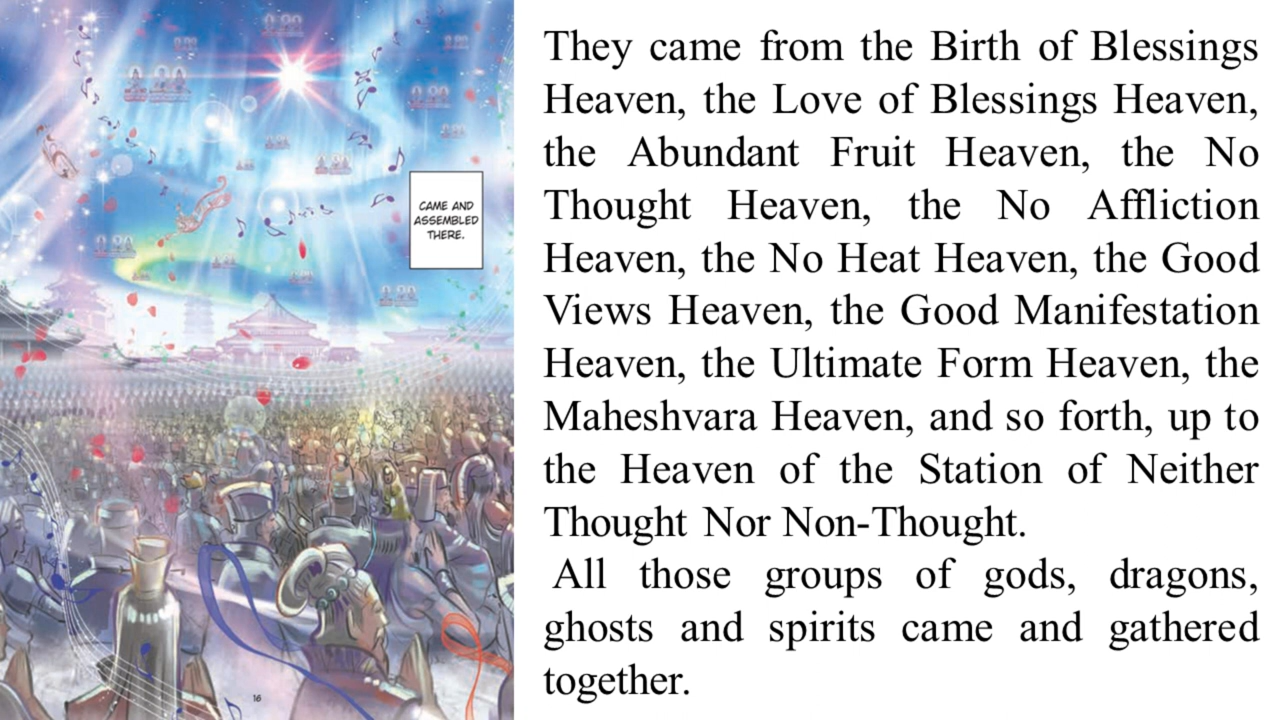 CAME AND
ASSEMBLED
THERE.
16
They came from the Birth of Blessings
Heaven, the Love of Blessings Heaven,
the Abundant Fruit Heaven, the No
Thought Heaven, the No Affliction
Heaven, the No Heat Heaven, the Good
Views Heaven, the Good Manifestation
Heaven, the Ultimate Form Heaven, the
Maheshvara Heaven, and so forth, up to
the Heaven of the Station of Neither
Thought Nor Non-Thought.
All those groups of gods, dragons,
ghosts and spirits came and gathered
together.